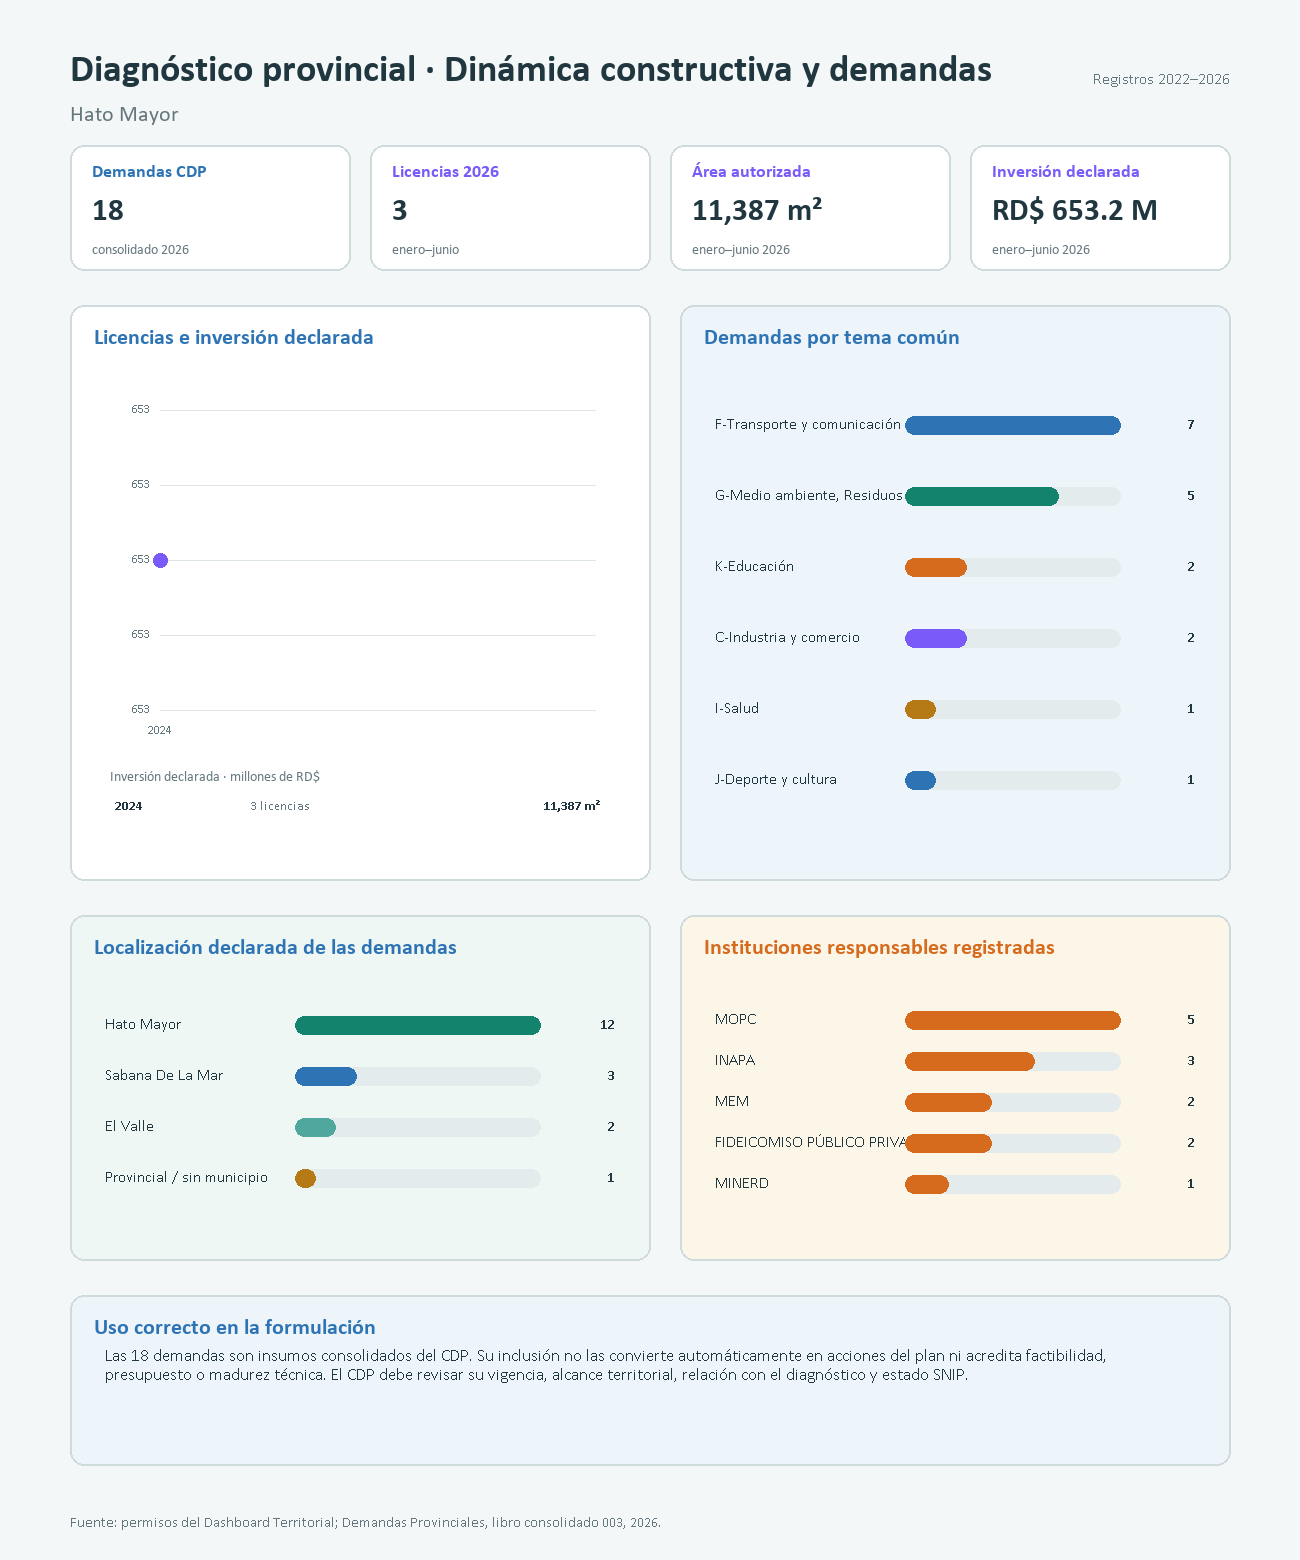 Diagnóstico provincial · Dinámica constructiva y demandas
Registros 2022–2026
Hato Mayor
Demandas CDP
18
consolidado 2026
Licencias 2026
3
enero–junio
Área autorizada
11,387 m²
enero–junio 2026
Inversión declarada
RD$ 653.2 M
enero–junio 2026
Licencias e inversión declarada
653
653
653
653
653
2024
Inversión declarada · millones de RD$
2024 3 licencias 11,387 m²
Demandas por tema común
F-Transporte y comunicación 7
G-Medio ambiente, Residuos 5
K-Educación 2
C-Industria y comercio 2
I-Salud 1
J-Deporte y cultura 1
Localización declarada de las demandas
Hato Mayor 12
Sabana De La Mar 3
El Valle 2
Provincial / sin municipio 1
Instituciones responsables registradas
MOPC 5
INAPA 3
MEM 2
FIDEICOMISO PÚBLICO PRIVA 2
MINERD 1
Uso correcto en la formulación
Las 18 demandas son insumos consolidados del CDP. Su inclusión no las convierte automáticamente en acciones del plan ni acredita factibilidad,
presupuesto o madurez técnica. El CDP debe revisar su vigencia, alcance territorial, relación con el diagnóstico y estado SNIP.
Fuente: permisos del Dashboard Territorial; Demandas Provinciales, libro consolidado 003, 2026.